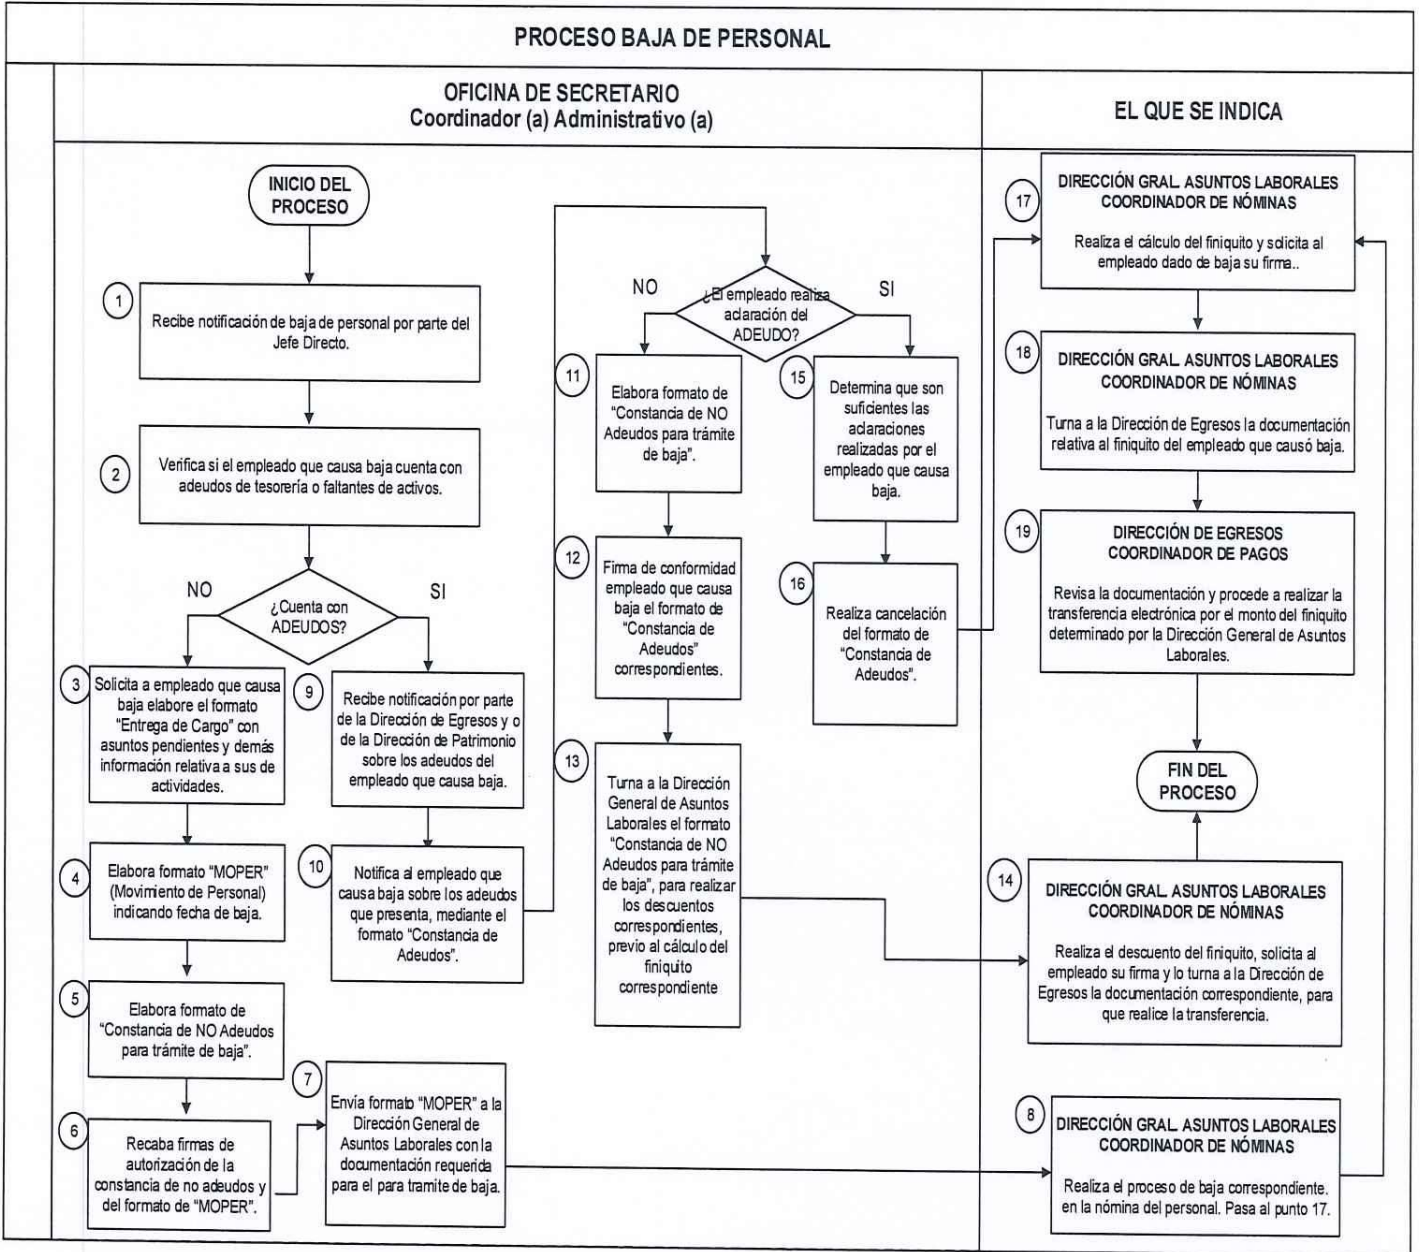 PROCESO BAJA DE PERSONAL
OFICINA DE SECRETARIO
Coordinador (a) Administrativo (a)
EL QUE SE INDICA
INICIO DEL
PROCESO
1
Recibe notificación de baja de personal por parte del
Jefe Directo.
2
Verifica si el empleado que causa baja cuenta con
adeudos de tesorería o faltantes de activos.
NO
SI
¿Cuenta con
ADEUDOS?
3
Solicita a empleado que causa
baja elabore el formato
"Entrega de Cargo" con
asuntos pendientes y demás
información relativa a sus de
actividades.
4
Elabora formato "MOPER"
(Movimiento de Personal)
indicando fecha de baja.
5
Elabora formato de
"Constancia de NO Adeudos
para trámite de baja".
6
Recaba firmas de
autorización de la
constancia de no adeudos y
del formato de "MOPER".
7
Envía formato "MOPER" a la
Dirección General de
Asuntos Laborales con la
documentación requerida
para el para tramite de baja.
9
Recibe notificación por parte
de la Dirección de Egresos y o
de la Dirección de Patrimonio
sobre los adeudos del
empleado que causa baja.
10
Notifica al empleado que
causa baja sobre los adeudos
que presenta, mediante el
formato "Constancia de
Adeudos".
NO
SI
¿El empleado realiza
aclaración del
ADEUDO?
11
Elabora formato de
"Constancia de NO
Adeudos para trámite
de baja".
12
Firma de conformidad
empleado que causa
baja el formato de
"Constancia de
Adeudos"
correspondientes.
13
Turna a la Dirección
General de Asuntos
Laborales el formato
"Constancia de NO
Adeudos para trámite
de baja", para realizar
los descuentos
correspondientes,
previo al cálculo del
finiquito
correspondiente
15
Determina que son
suficientes las
aclaraciones
realizadas por el
empleado que causa
baja.
16
Realiza cancelación
del formato de
"Constancia de
Adeudos".
17
DIRECCIÓN GRAL. ASUNTOS LABORALES
COORDINADOR DE NÓMINAS
Realiza el cálculo del finiquito y solicita al
empleado dado de baja su firma..
18
DIRECCIÓN GRAL. ASUNTOS LABORALES
COORDINADOR DE NÓMINAS
Turna a la Dirección de Egresos la documentación
relativa al finiquito del empleado que causó baja.
19
DIRECCIÓN DE EGRESOS
COORDINADOR DE PAGOS
Revisa la documentación y procede a realizar la
transferencia electrónica por el monto del finiquito
determinado por la Dirección General de Asuntos
Laborales.
FIN DEL
PROCESO
14
DIRECCIÓN GRAL. ASUNTOS LABORALES
COORDINADOR DE NÓMINAS
Realiza el descuento del finiquito, solicita al
empleado su firma y lo turna a la Dirección de
Egresos la documentación correspondiente, para
que realice la transferencia.
8
DIRECCIÓN GRAL. ASUNTOS LABORALES
COORDINADOR DE NÓMINAS
Realiza el proceso de baja correspondiente.
en la nómina del personal. Pasa al punto 17.